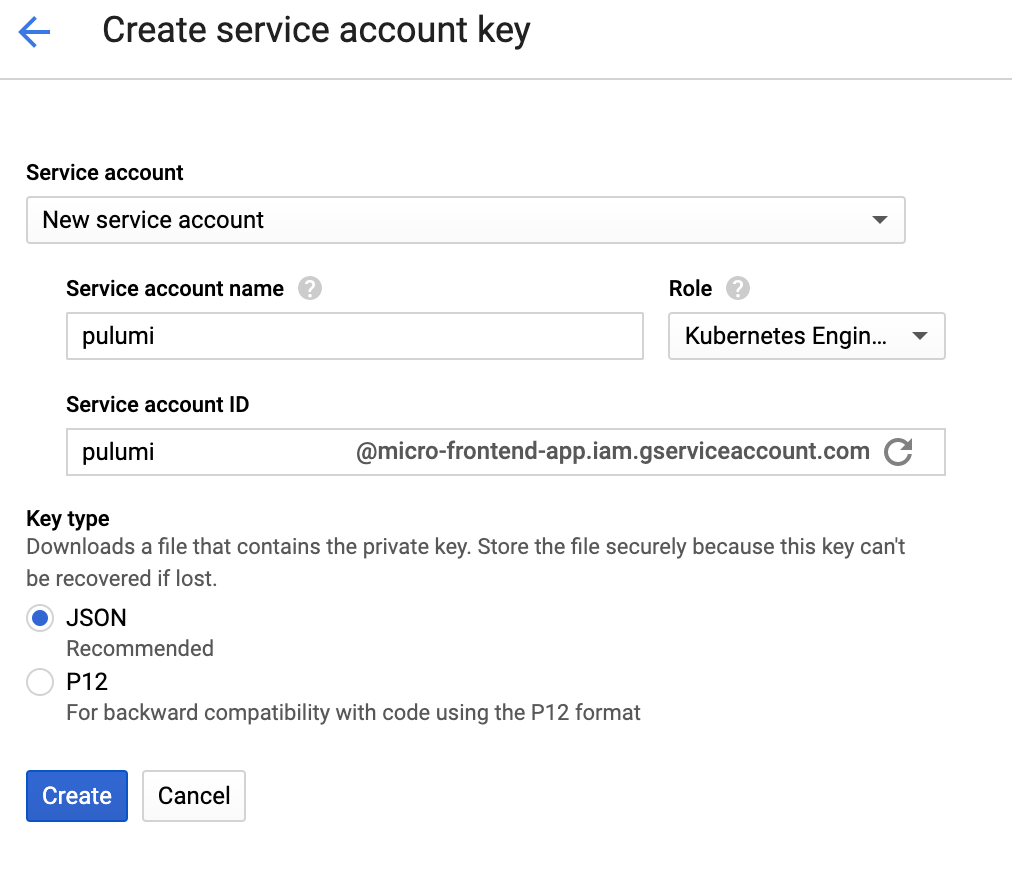 Create service account key
Service account
New service account
Service account name ?
Role ?
pulumi
Kubernetes Engin...
Service account ID
pulumi @micro-frontend-app.iam.gserviceaccount.com
Key type
Downloads a file that contains the private key. Store the file securely because this key can't
be recovered if lost.
JSON
Recommended
P12
For backward compatibility with code using the P12 format
Create
Cancel